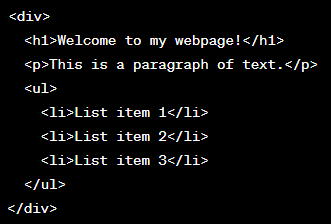 <div>
  <h1>Welcome to my webpage!</h1>
  <p>This is a paragraph of text.</p>
  <ul>
    <li>List item 1</li>
    <li>List item 2</li>
    <li>List item 3</li>
  </ul>
</div>